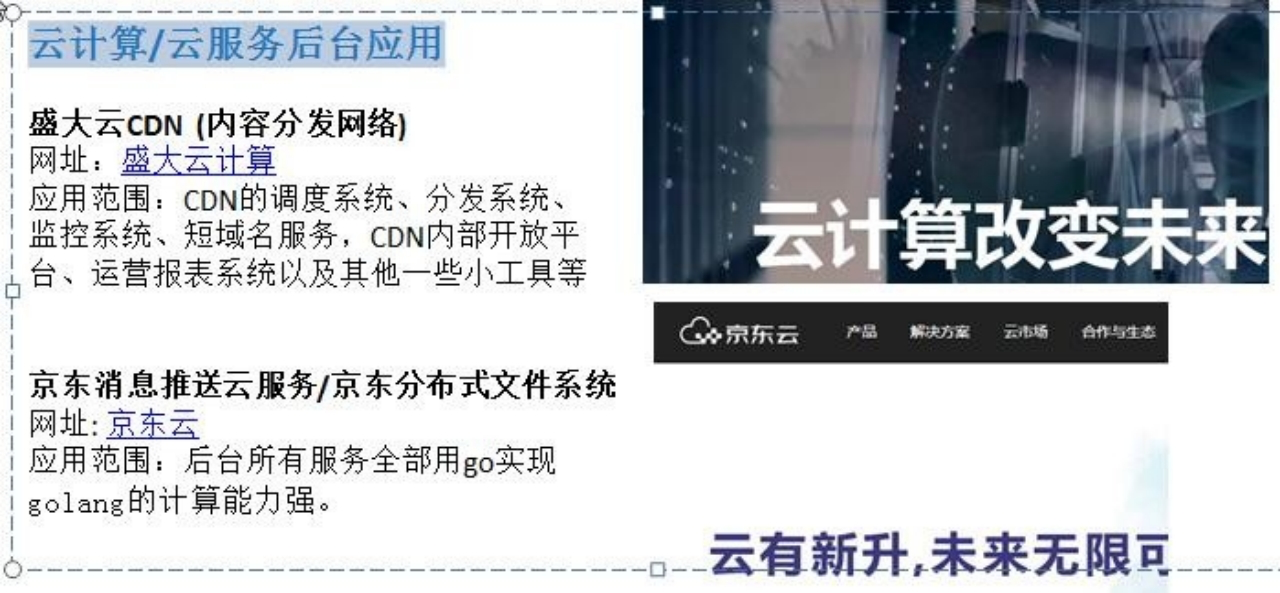 云计算/云服务后台应用
盛大云CDN (内容分发网络)
网址：盛大云计算
应用范围：CDN的调度系统、分发系统、
监控系统、短域名服务，CDN内部开放平
台、运营报表系统以及其他一些小工具等
京东消息推送云服务/京东分布式文件系统
网址: 京东云
应用范围：后台所有服务全部用go实现
golang的计算能力强。
云计算改变未来
京东云 产品 解决方案 云市场 合作与生态
云有新升,未来无限可